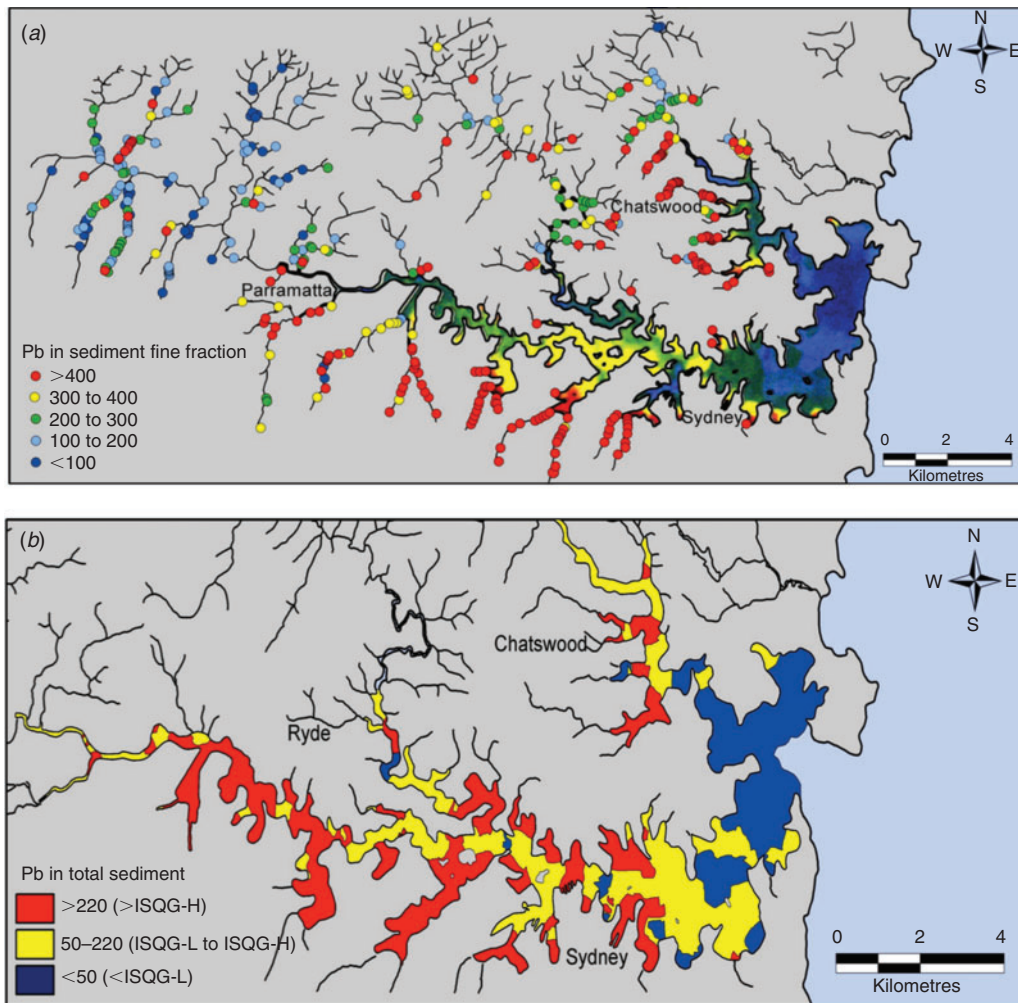 (a)
N
W E
S
Chatswood
Parramatta
Sydney
Pb in sediment fine fraction
>400
300 to 400
200 to 300
100 to 200
<100
0 2 4
Kilometres
(b)
N
W E
S
Chatswood
Ryde
Sydney
Pb in total sediment
>220 (>ISQG-H)
50–220 (ISQG-L to ISQG-H)
<50 (<ISQG-L)
0 2 4
Kilometres